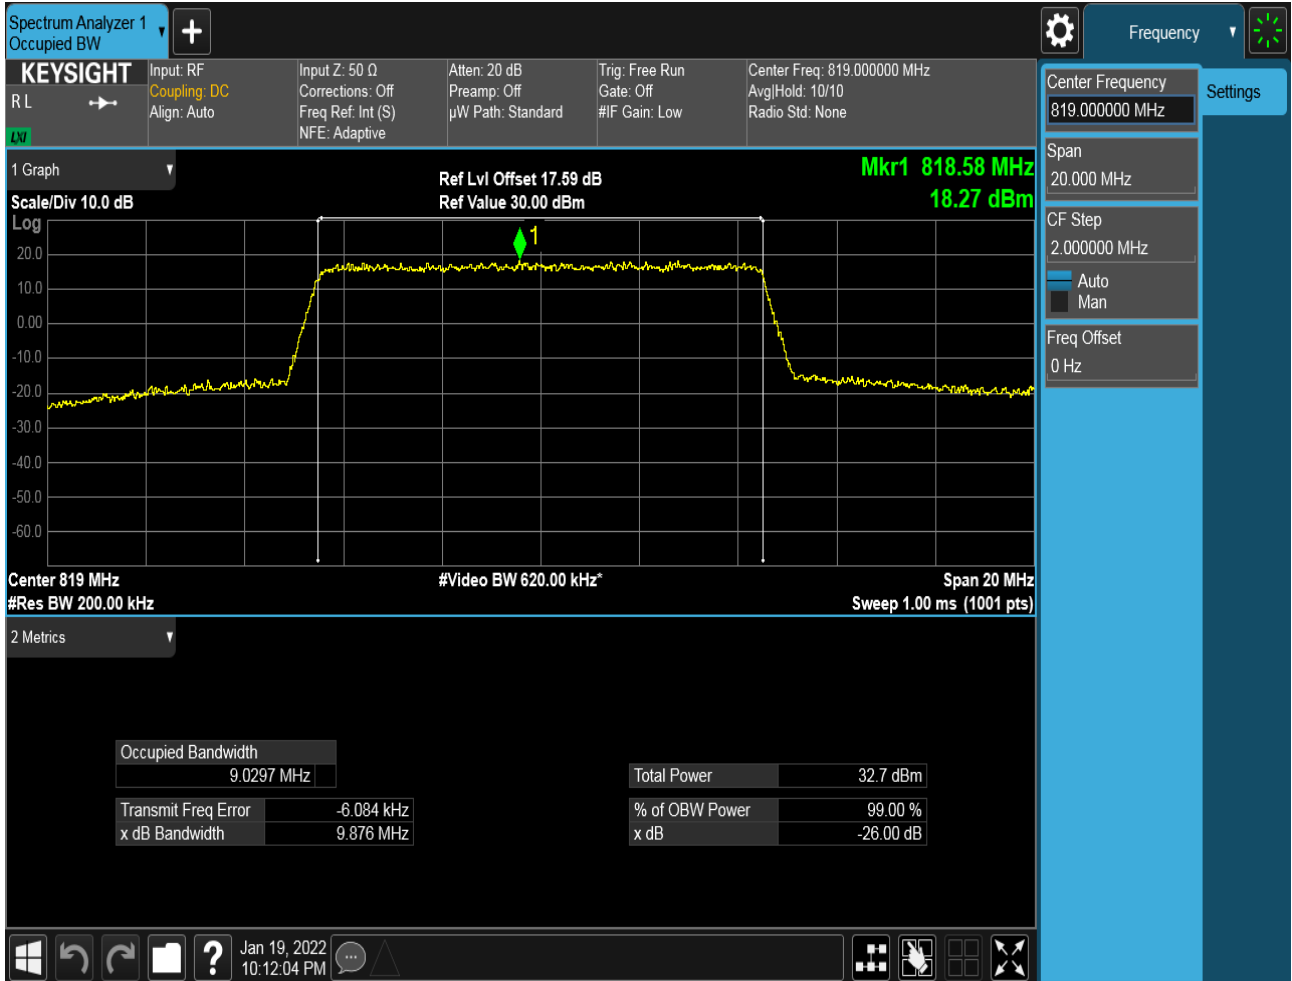 Spectrum Analyzer 1
Occupied BW
Frequency
KEYSIGHT
R L
LXI
Input: RF
Coupling: DC
Align: Auto
Input Z: 50 Ω
Corrections: Off
Freq Ref: Int (S)
NFE: Adaptive
Atten: 20 dB
Preamp: Off
µW Path: Standard
Trig: Free Run
Gate: Off
#IF Gain: Low
Center Freq: 819.000000 MHz
Avg|Hold: 10/10
Radio Std: None
Center Frequency
819.000000 MHz
Settings
Span
20.000 MHz
CF Step
2.000000 MHz
Auto
Man
Freq Offset
0 Hz
1 Graph
Scale/Div 10.0 dB
Ref Lvl Offset 17.59 dB
Ref Value 30.00 dBm
Mkr1 818.58 MHz
18.27 dBm
Log
1
20.0
10.0
0.00
-10.0
-20.0
-30.0
-40.0
-50.0
-60.0
Center 819 MHz
#Video BW 620.00 kHz*
Span 20 MHz
#Res BW 200.00 kHz
Sweep 1.00 ms (1001 pts)
2 Metrics
Occupied Bandwidth
9.0297 MHz
Total Power 32.7 dBm
Transmit Freq Error -6.084 kHz
% of OBW Power 99.00 %
x dB Bandwidth 9.876 MHz
x dB -26.00 dB
Jan 19, 2022
10:12:04 PM